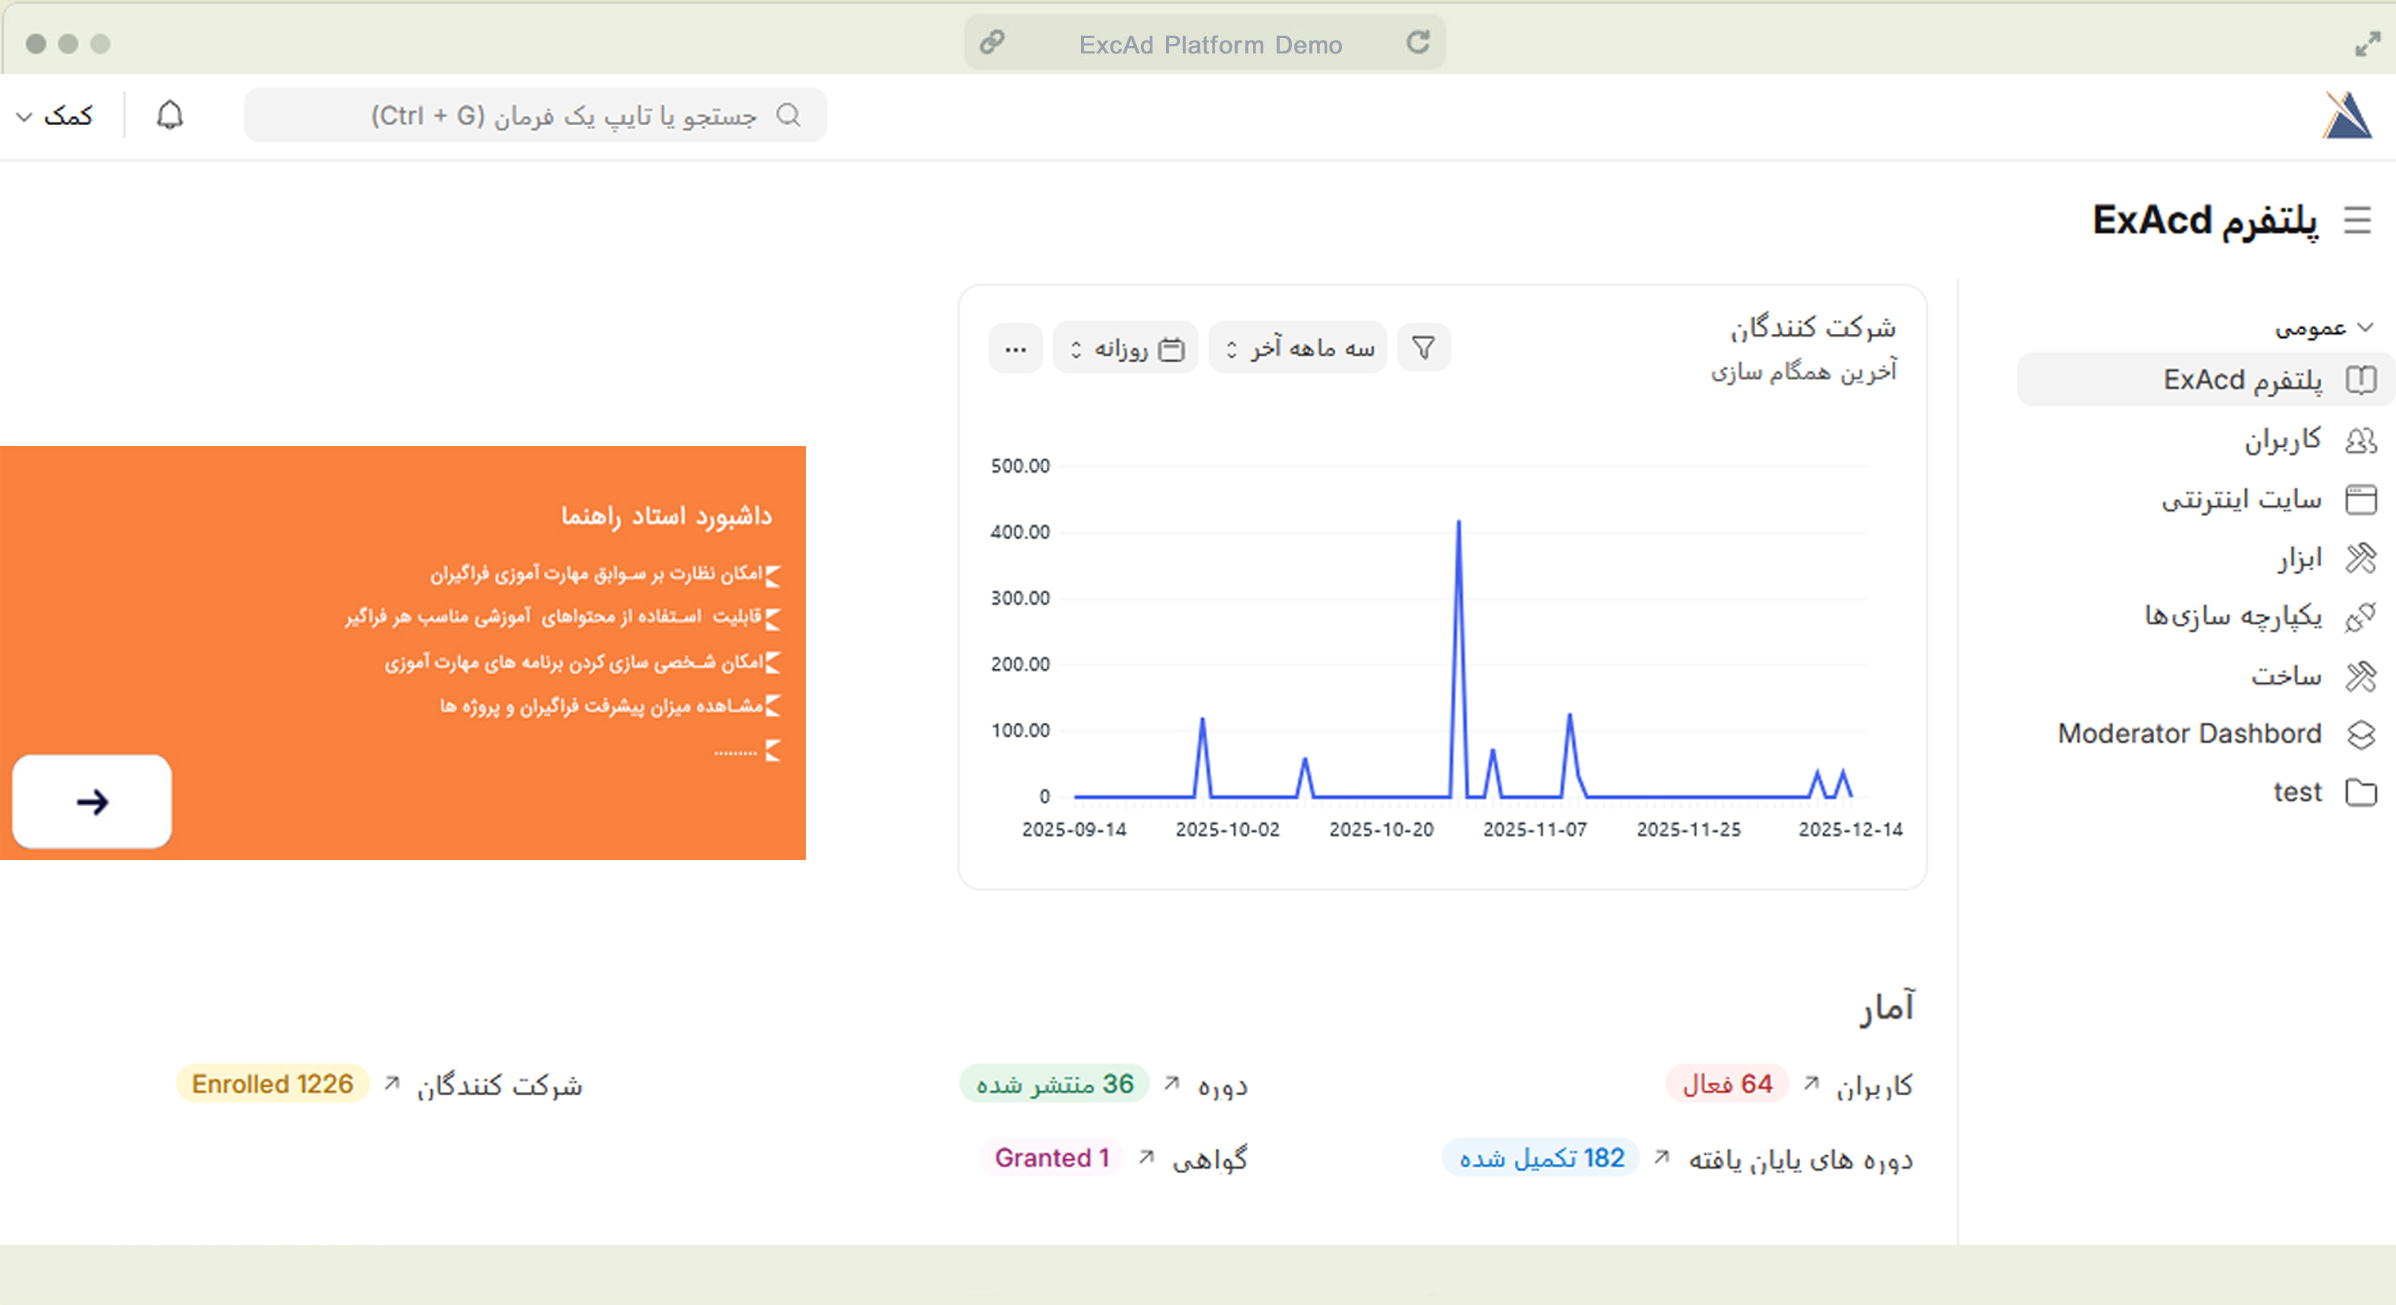 ExcAd Platform Demo
جستجو یا تایپ یک فرمان (Ctrl + G)
کمک
پلتفرم ExAcd
عمومی
پلتفرم ExAcd
کاربران
سایت اینترنتی
ابزار
یکپارچه سازی‌ها
ساخت
Moderator Dashbord
test
شرکت کنندگان
آخرین همگام سازی
سه ماهه آخر
روزانه
500.00
400.00
300.00
200.00
100.00
0
2025-09-14 2025-10-02 2025-10-20 2025-11-07 2025-11-25 2025-12-14
داشبورد استاد راهنما
امکان نظارت بر سوابق مهارت آموزی فراگیران
قابلیت استفاده از محتواهای آموزشی مناسب هر فراگیر
امکان شخصی سازی کردن برنامه های مهارت آموزی
مشاهده میزان پیشرفت فراگیران و پروژه ها
.........
آمار
کاربران 64 فعال
دوره 36 منتشر شده
شرکت کنندگان 1226 Enrolled
دوره های پایان یافته 182 تکمیل شده
گواهی 1 Granted